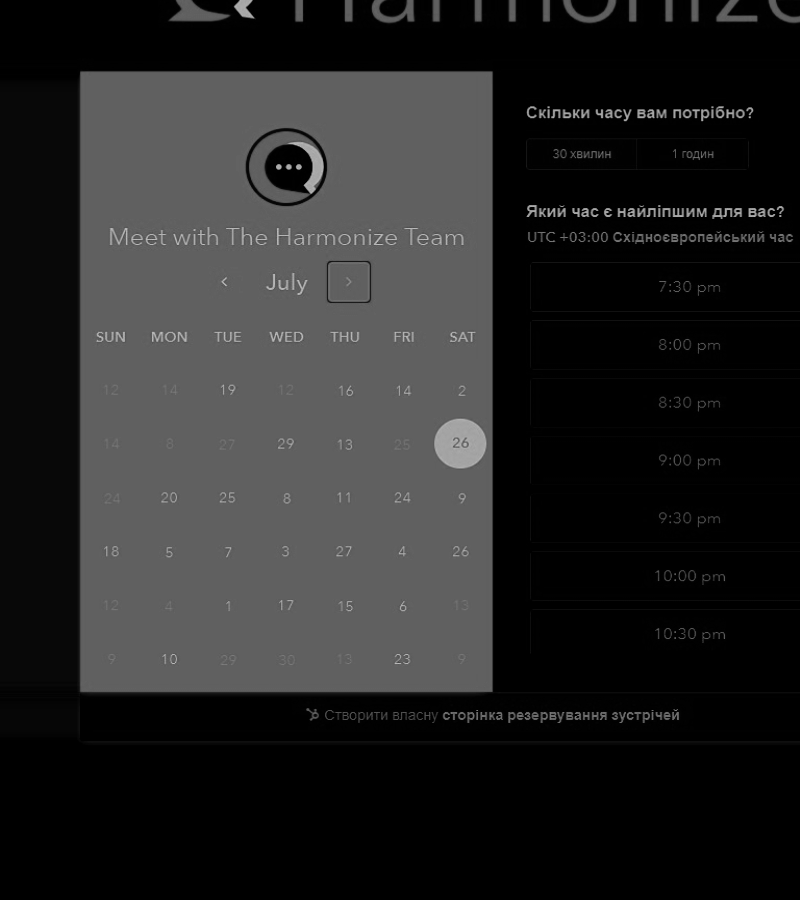 Harmonize
Meet with The Harmonize Team
July
SUN MON TUE WED THU FRI SAT
12 14 19 12 16 14 2
14 8 27 29 13 25 26
24 20 25 8 11 24 9
18 5 7 3 27 4 26
12 4 1 17 15 6 13
9 10 29 30 13 23 9
Скільки часу вам потрібно?
30 хвилин 1 годин
Який час є найліпшим для вас?
UTC +03:00 Східноєвропейський час
7:30 pm
8:00 pm
8:30 pm
9:00 pm
9:30 pm
10:00 pm
10:30 pm
Створити власну сторінка резервування зустрічей